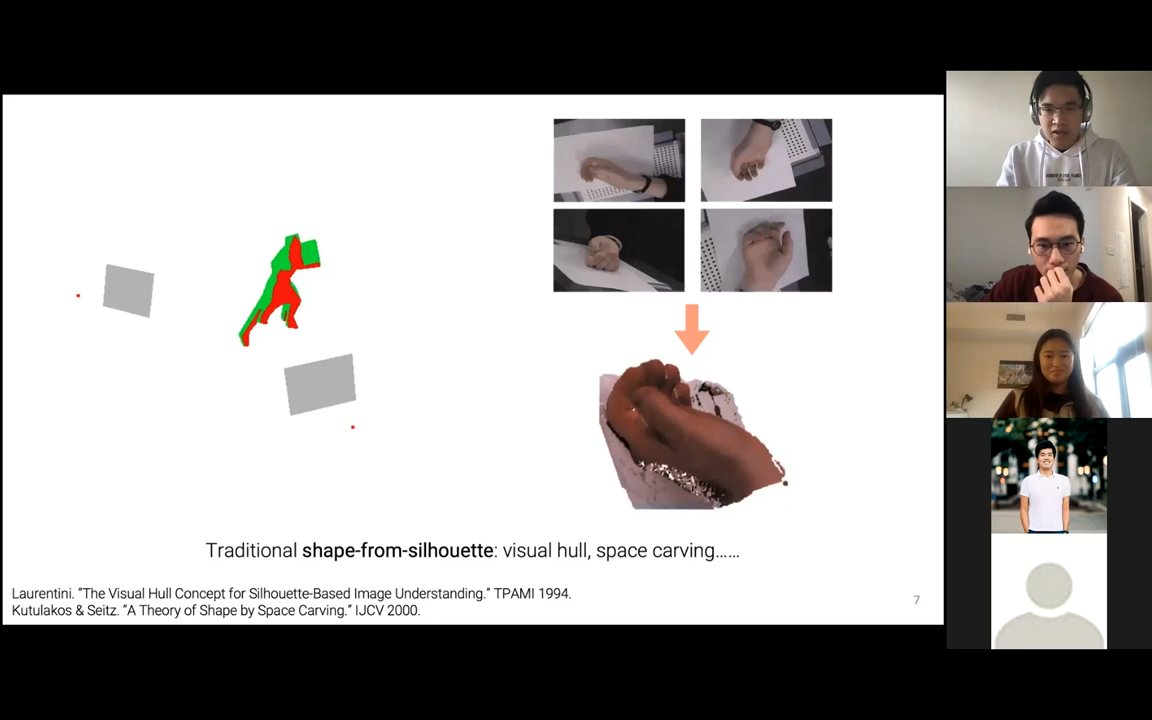 Traditional shape-from-silhouette: visual hull, space carving......
Laurentini. “The Visual Hull Concept for Silhouette-Based Image Understanding.” TPAMI 1994.
Kutulakos & Seitz. “A Theory of Shape by Space Carving.” IJCV 2000.
7